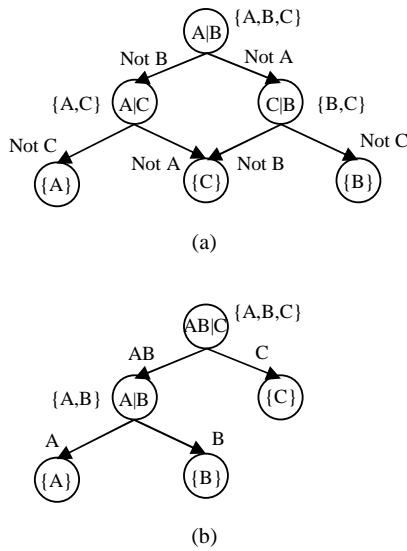 A|B {A,B,C}
Not B Not A
{A,C} A|C C|B {B,C}
Not C Not A Not B Not C
{A} {C} {B}
(a)
AB|C {A,B,C}
AB C
{A,B} A|B {C}
A B
{A} {B}
(b)